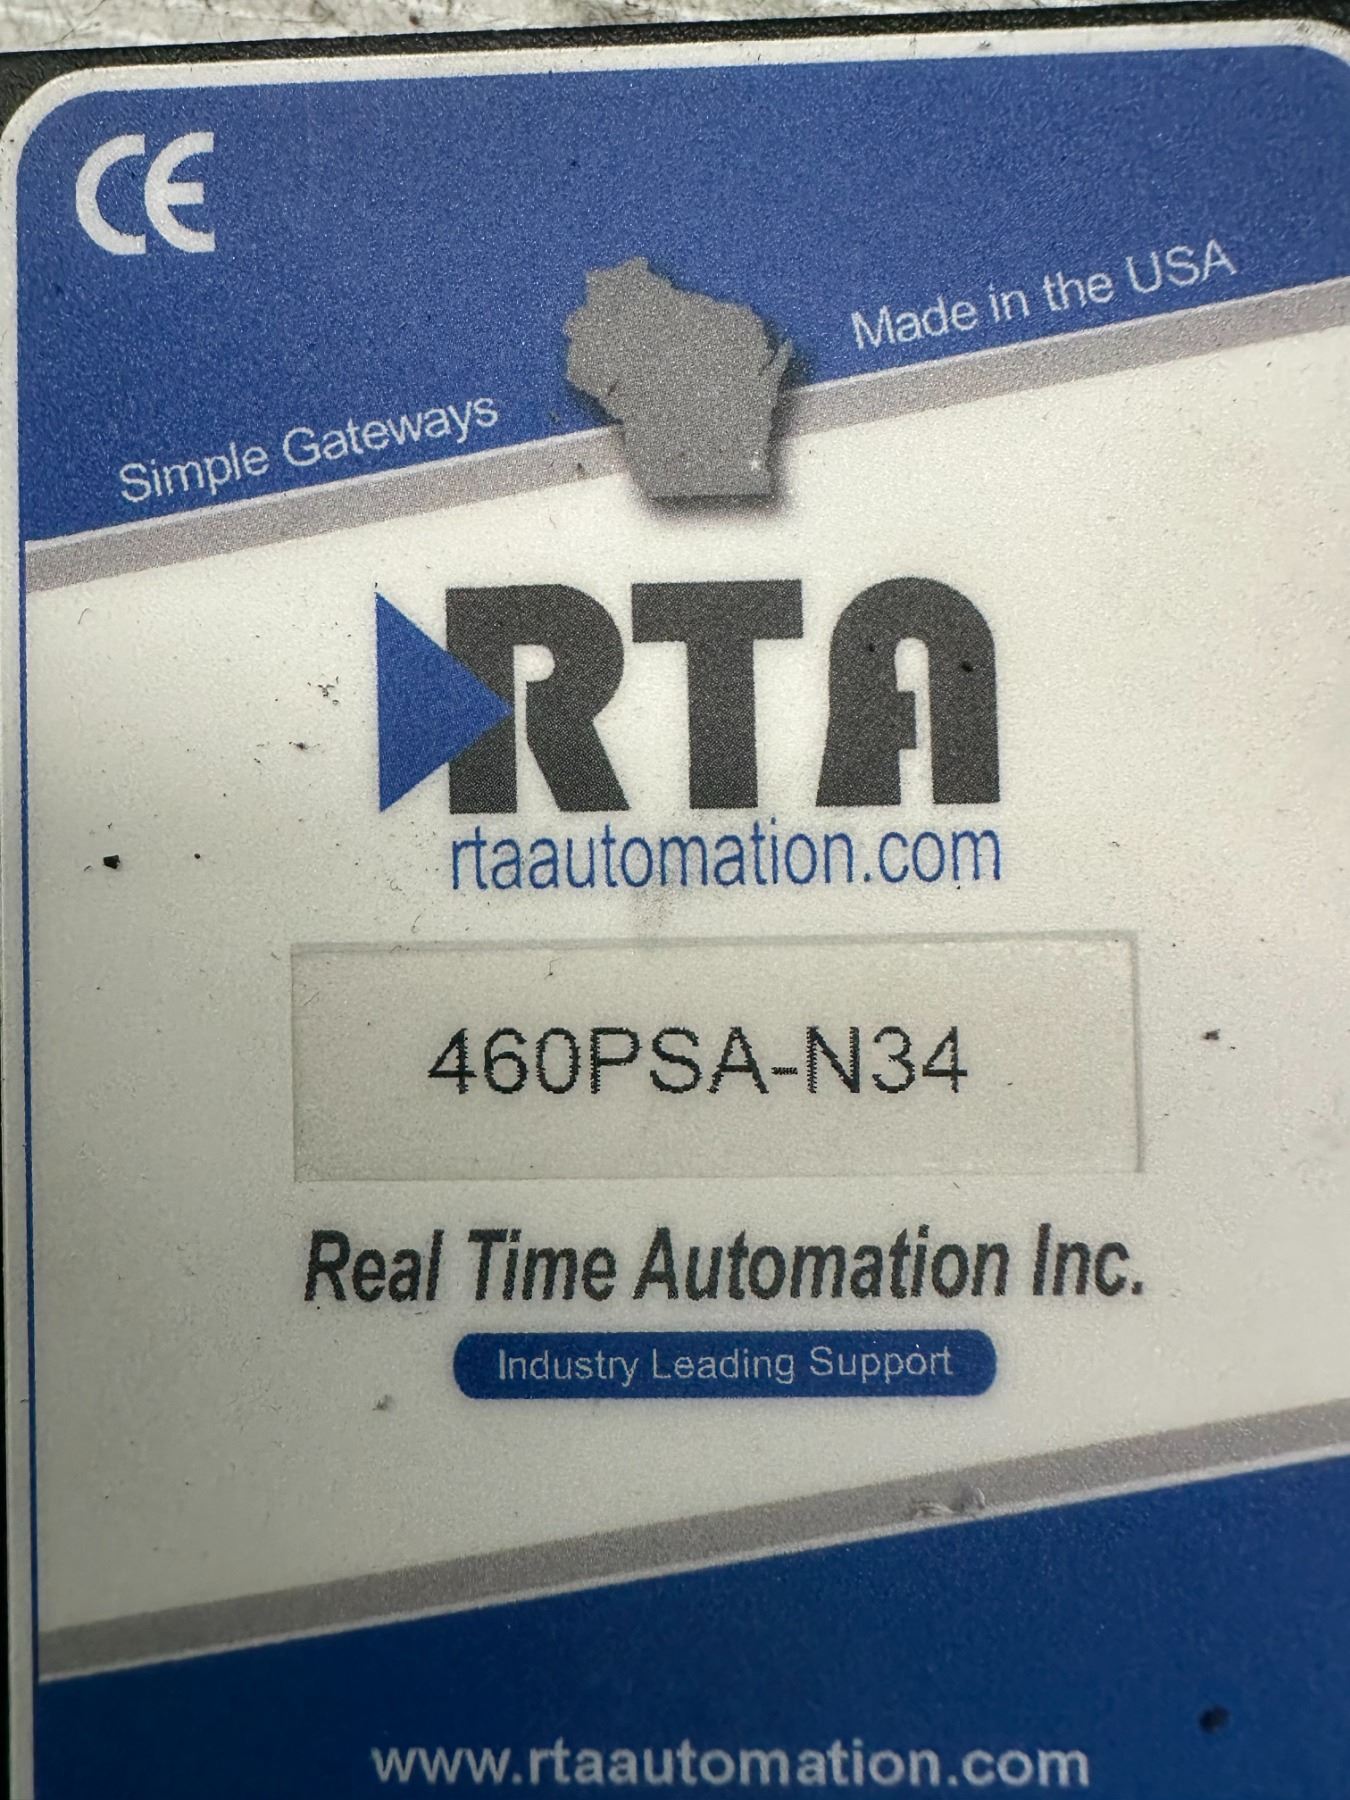 CE
Made in the USA
Simple Gateways
RTA
rtaautomation.com
460PSA-N34
Real Time Automation Inc.
Industry Leading Support
www.rtaautomation.com